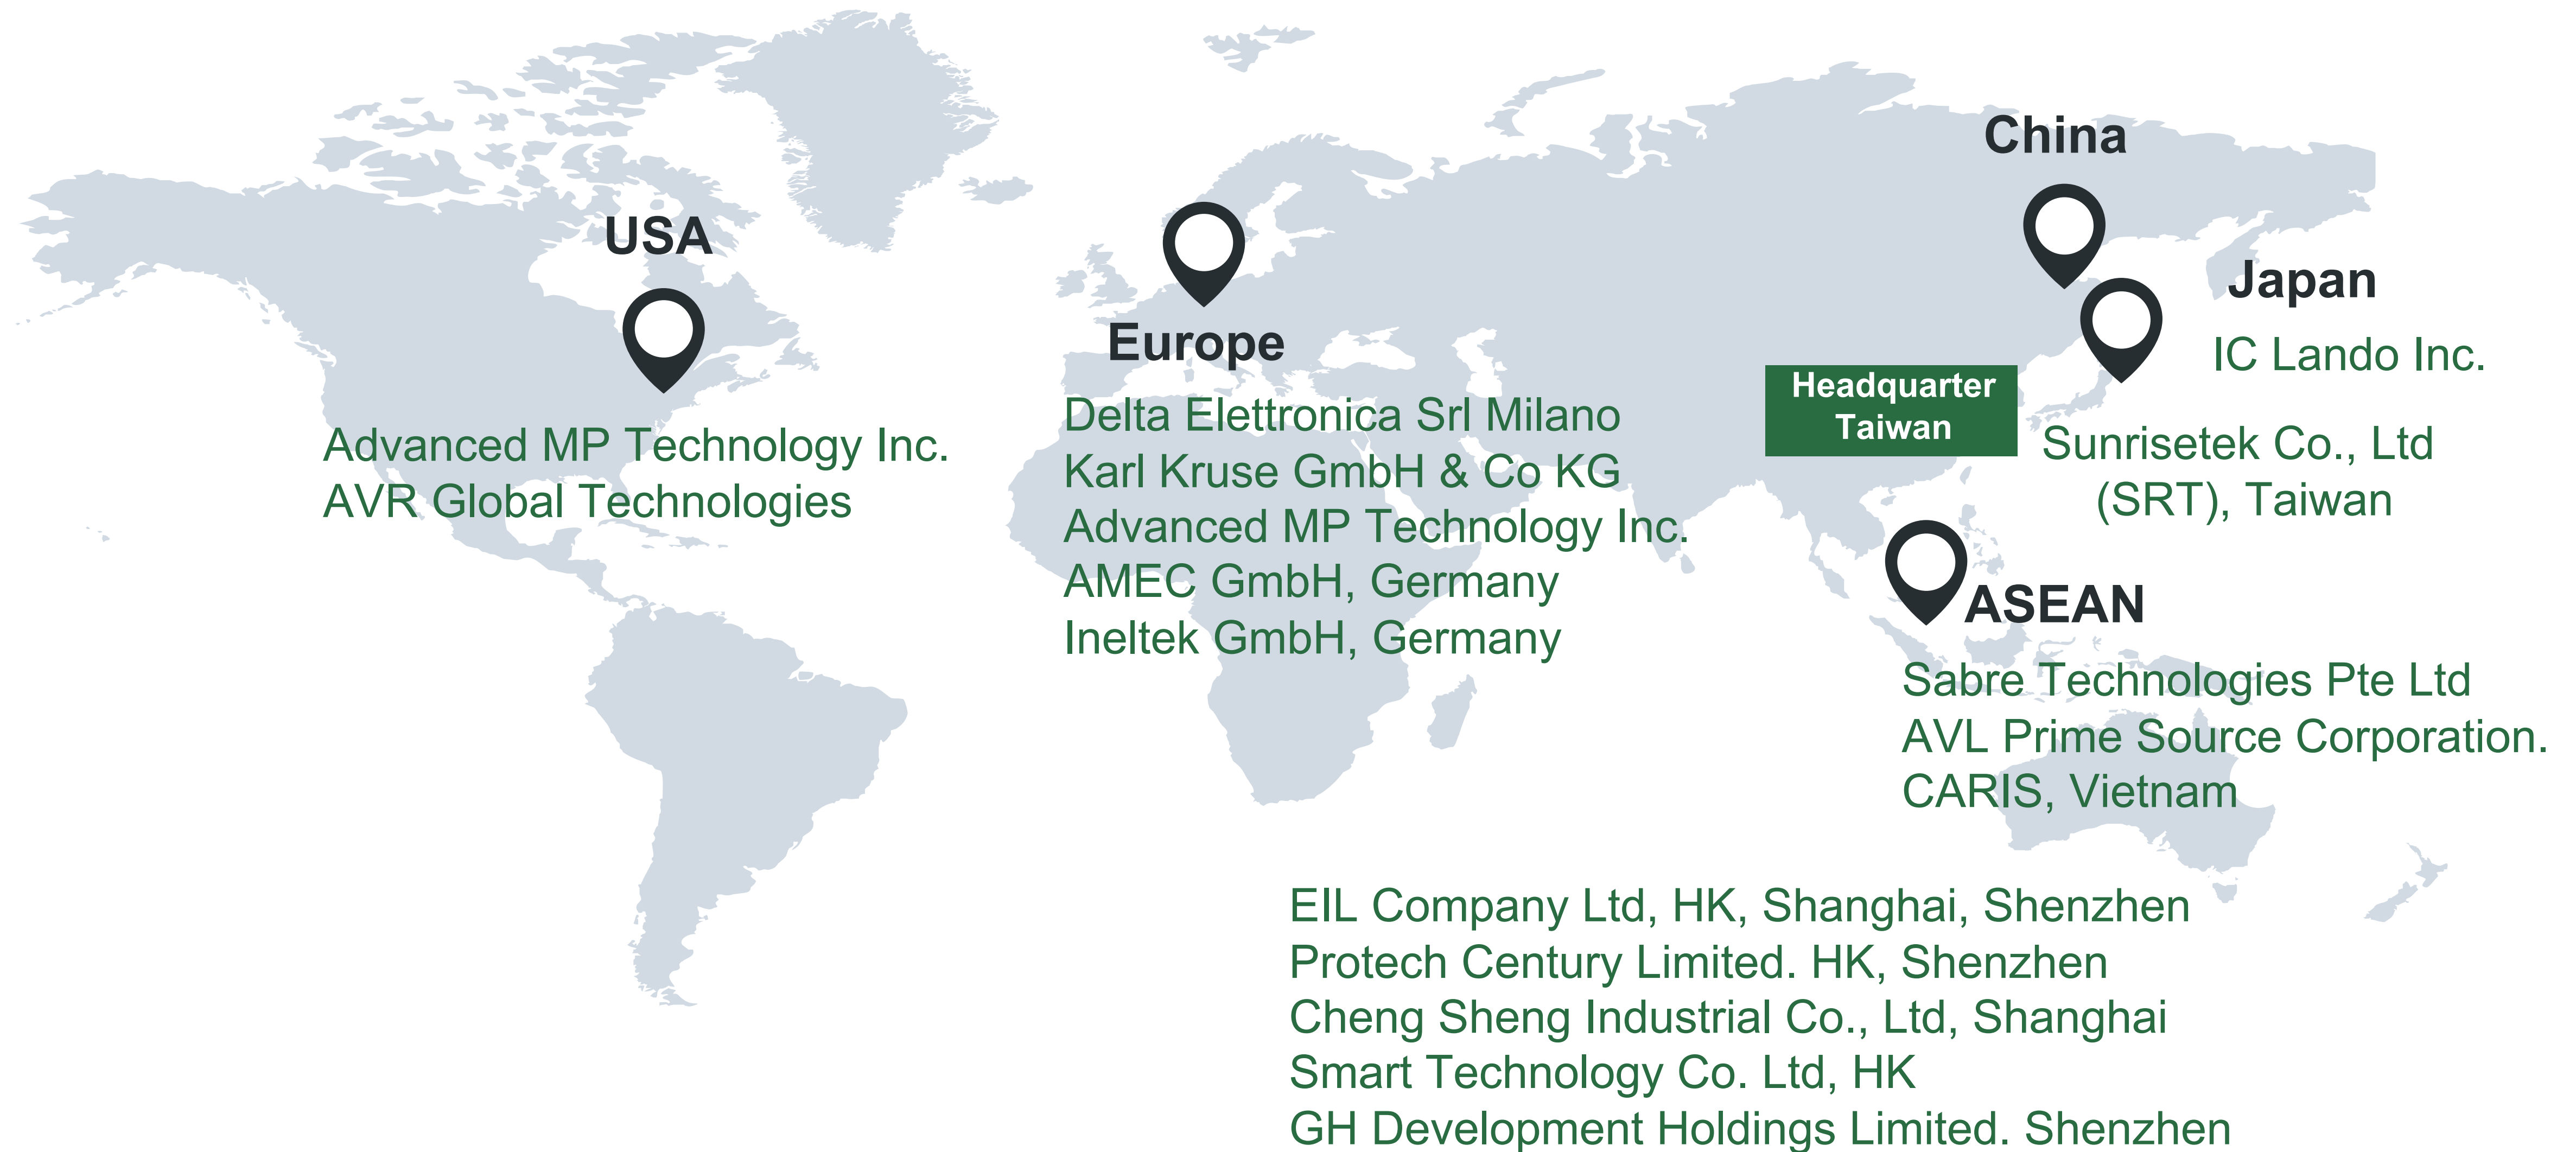 USA
Advanced MP Technology Inc.
AVR Global Technologies
Europe
Delta Elettronica Srl Milano
Karl Kruse GmbH & Co KG
Advanced MP Technology Inc.
AMEC GmbH, Germany
Ineltek GmbH, Germany
China
Japan
IC Lando Inc.
Headquarter
Taiwan
Sunrisetek Co., Ltd
(SRT), Taiwan
ASEAN
Sabre Technologies Pte Ltd
AVL Prime Source Corporation.
CARIS, Vietnam
EIL Company Ltd, HK, Shanghai, Shenzhen
Protech Century Limited. HK, Shenzhen
Cheng Sheng Industrial Co., Ltd, Shanghai
Smart Technology Co. Ltd, HK
GH Development Holdings Limited. Shenzhen